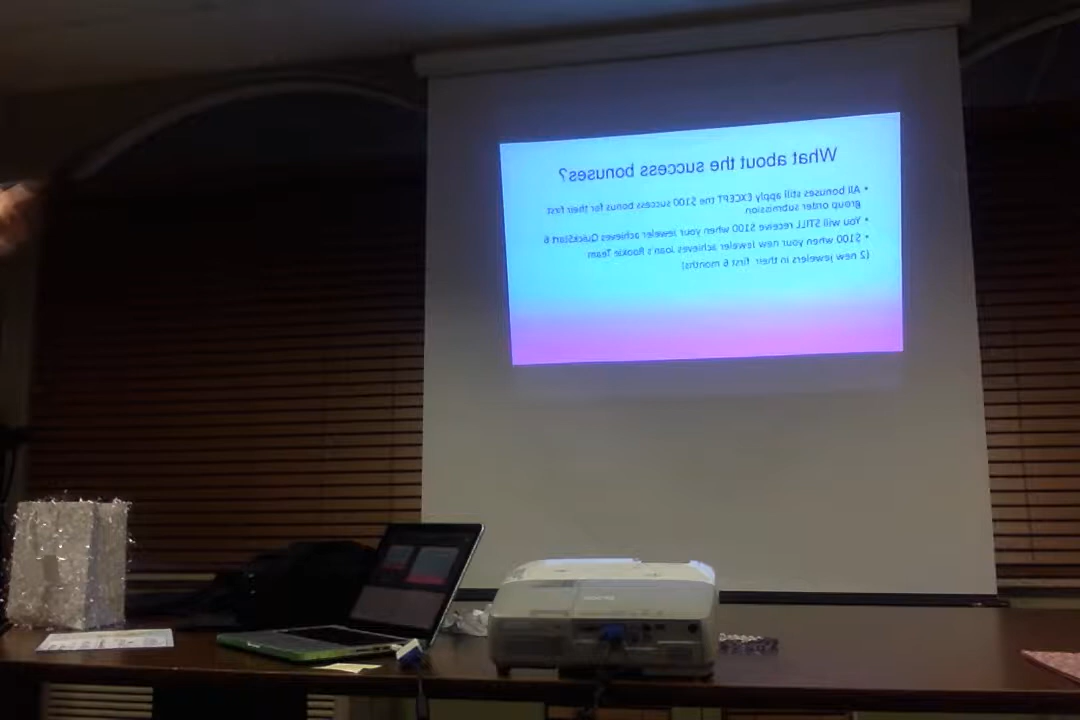 What about the success bonuses?
• All bonuses still apply EXCEPT the $100 success bonus for their first
group order submission
• You will STILL receive $100 when your jeweler achieves QuickStart 6
• $100 when your new jeweler achieves Joan's Rookie Team
(2 new jewelers in their first 6 months)